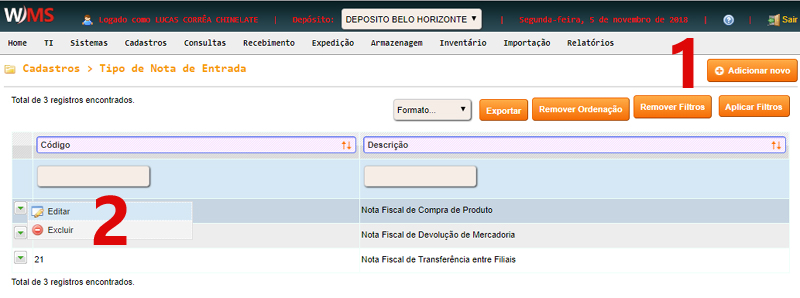 WMS Logado como LUCAS CORRÊA CHIMELATE | Depósito: DEPOSITO BELO HORIZONTE | Segunda-feira, 5 de novembro de 2018 | Sair
Home TI Sistemas Cadastros Consultas Recebimento Expedição Armazenagem Inventário Importação Relatórios
1
Cadastros > Tipo de Nota de Entrada Adicionar novo
Total de 3 registros encontrados.
Formato... Exportar Remover Ordenação Remover Filtros Aplicar Filtros
Código Descrição
Editar Nota Fiscal de Compra de Produto
2
Excluir Nota Fiscal de Devolução de Mercadoria
21 Nota Fiscal de Transferência entre Filiais
Total de 3 registros encontrados.